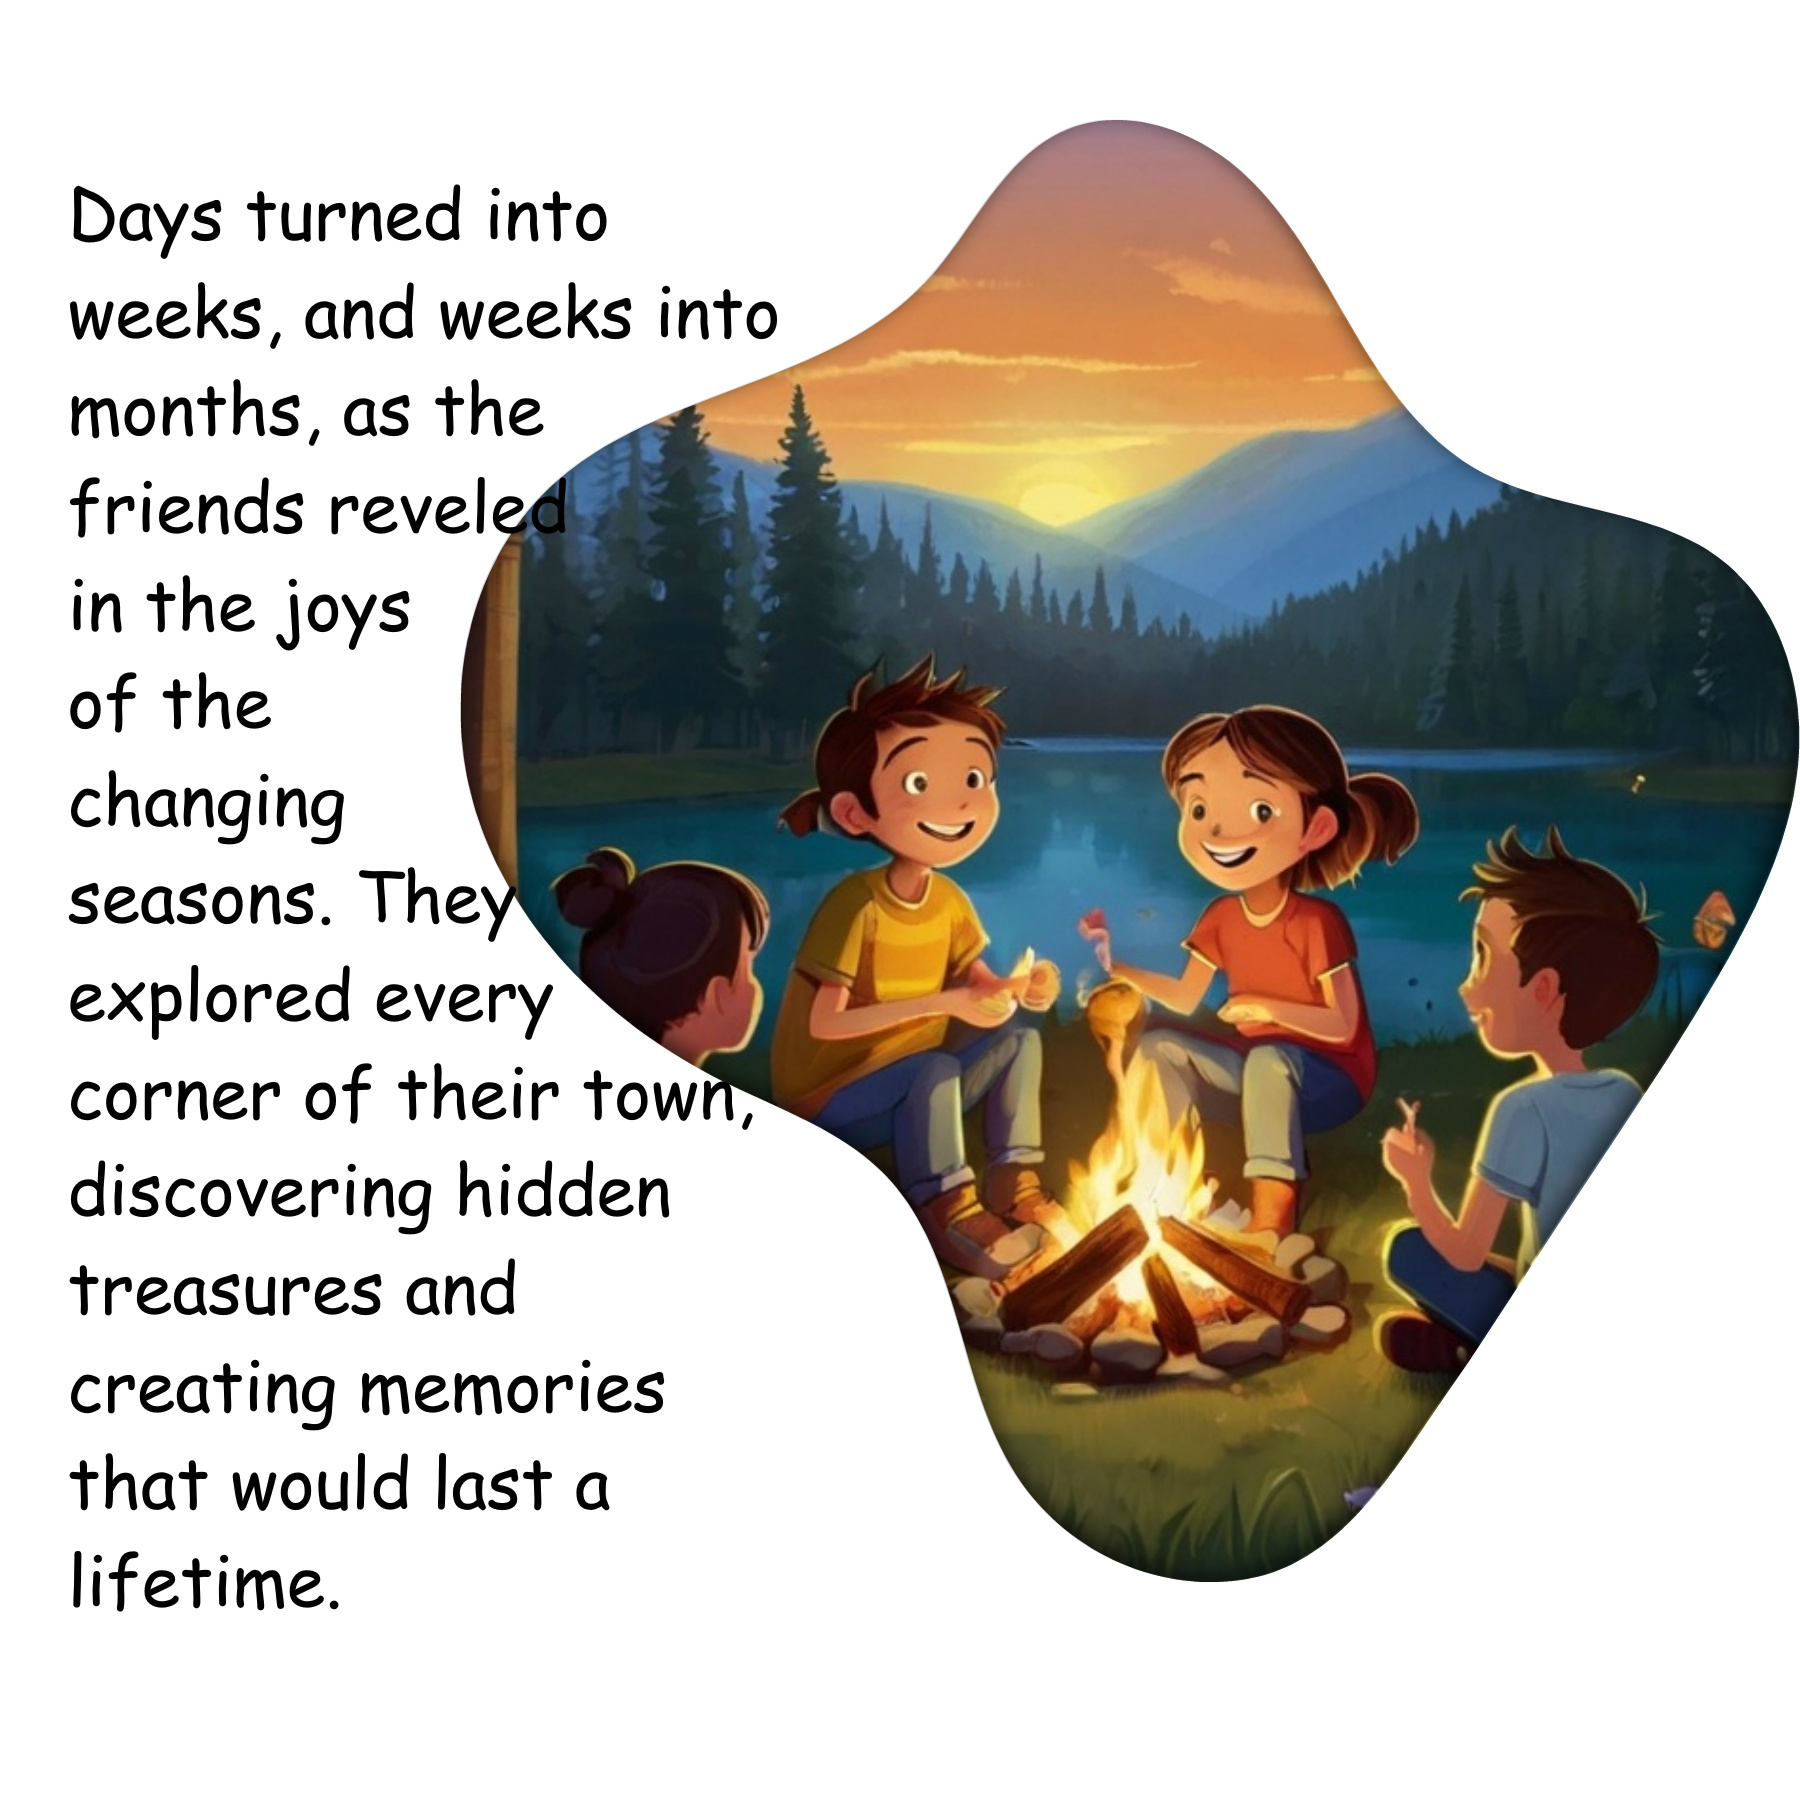 Days turned into
weeks, and weeks into
months, as the
friends reveled
in the joys
of the
changing
seasons. They
explored every
corner of their town,
discovering hidden
treasures and
creating memories
that would last a
lifetime.